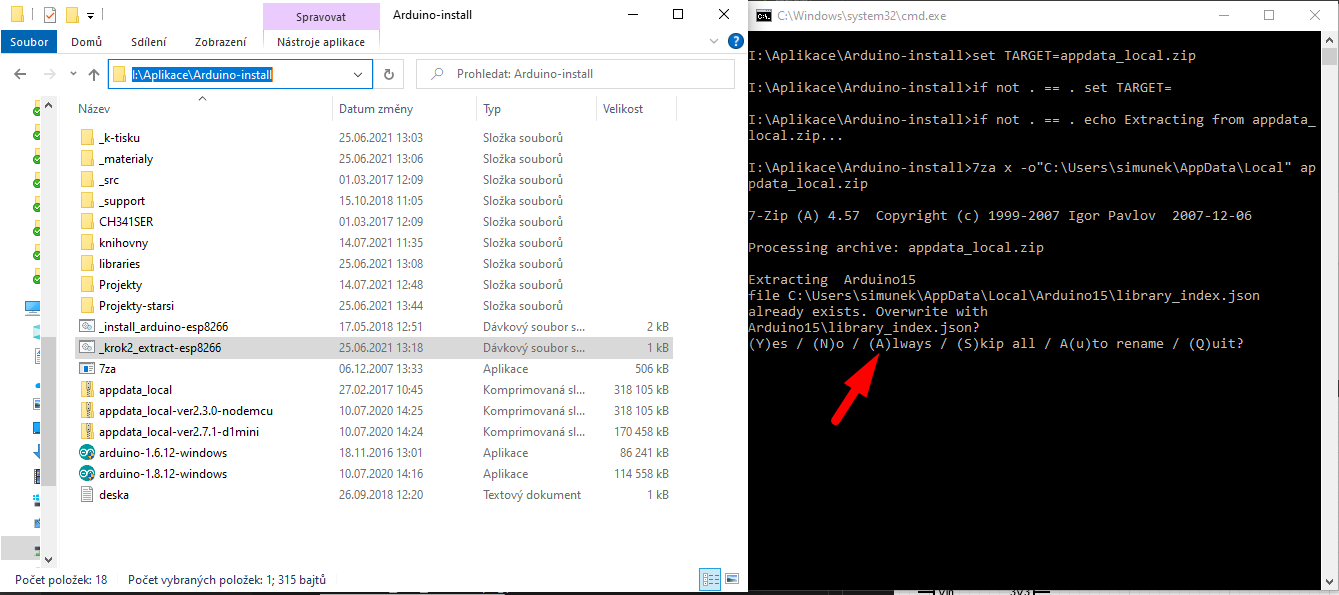 Spravovat
Arduino-install
Soubor
Domů
Sdílení
Zobrazení
Nástroje aplikace
I:\Aplikace\Arduino-install
Prohledat: Arduino-install
Název
Datum změny
Typ
Velikost
_k-tisku 25.06.2021 13:03 Složka souborů
_materialy 25.06.2021 13:06 Složka souborů
_src 01.03.2017 12:09 Složka souborů
_support 15.10.2018 11:05 Složka souborů
CH341SER 01.03.2017 12:09 Složka souborů
knihovny 14.07.2021 11:35 Složka souborů
libraries 25.06.2021 13:08 Složka souborů
Projekty 14.07.2021 12:48 Složka souborů
Projekty-starsi 25.06.2021 13:44 Složka souborů
_install_arduino-esp8266 17.05.2018 12:51 Dávkový soubor s... 2 kB
_krok2_extract-esp8266 25.06.2021 13:18 Dávkový soubor s... 1 kB
7za 06.12.2007 13:33 Aplikace 506 kB
appdata_local 27.02.2017 10:45 Komprimovaná sl... 318 105 kB
appdata_local-ver2.3.0-nodemcu 10.07.2020 14:25 Komprimovaná sl... 318 105 kB
appdata_local-ver2.7.1-d1mini 10.07.2020 14:24 Komprimovaná sl... 170 458 kB
arduino-1.6.12-windows 18.11.2016 13:01 Aplikace 86 241 kB
arduino-1.8.12-windows 10.07.2020 14:16 Aplikace 114 558 kB
deska 26.09.2018 12:20 Textový dokument 1 kB
Počet položek: 18 Počet vybraných položek: 1; 315 bajtů
C:\Windows\system32\cmd.exe
I:\Aplikace\Arduino-install>set TARGET=appdata_local.zip
I:\Aplikace\Arduino-install>if not . == . set TARGET=
I:\Aplikace\Arduino-install>if not . == . echo Extracting from appdata_
local.zip...
I:\Aplikace\Arduino-install>7za x -o"C:\Users\simunek\AppData\Local" ap
pdata_local.zip
7-Zip (A) 4.57  Copyright (c) 1999-2007 Igor Pavlov  2007-12-06
Processing archive: appdata_local.zip
Extracting  Arduino15
file C:\Users\simunek\AppData\Local\Arduino15\library_index.json
already exists. Overwrite with
Arduino15\library_index.json?
(Y)es / (N)o / (A)lways / (S)kip all / A(u)to rename / (Q)uit?